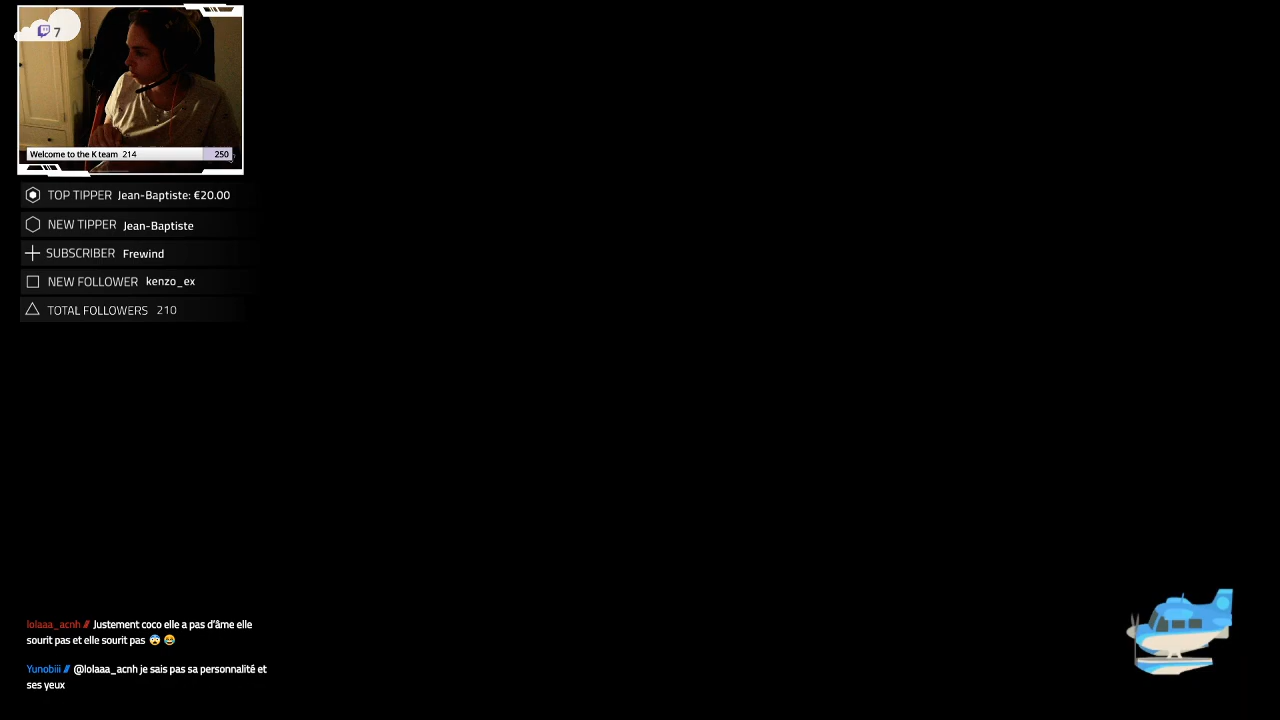 7
Welcome to the K team 214 250
TOP TIPPER Jean-Baptiste: €20.00
NEW TIPPER Jean-Baptiste
SUBSCRIBER Frewind
NEW FOLLOWER kenzo_ex
TOTAL FOLLOWERS 210
lolaaa_acnh // Justement coco elle a pas d'âme elle
sourit pas et elle sourit pas 😨 😂
Yunobiii // @lolaaa_acnh je sais pas sa personnalité et
ses yeux